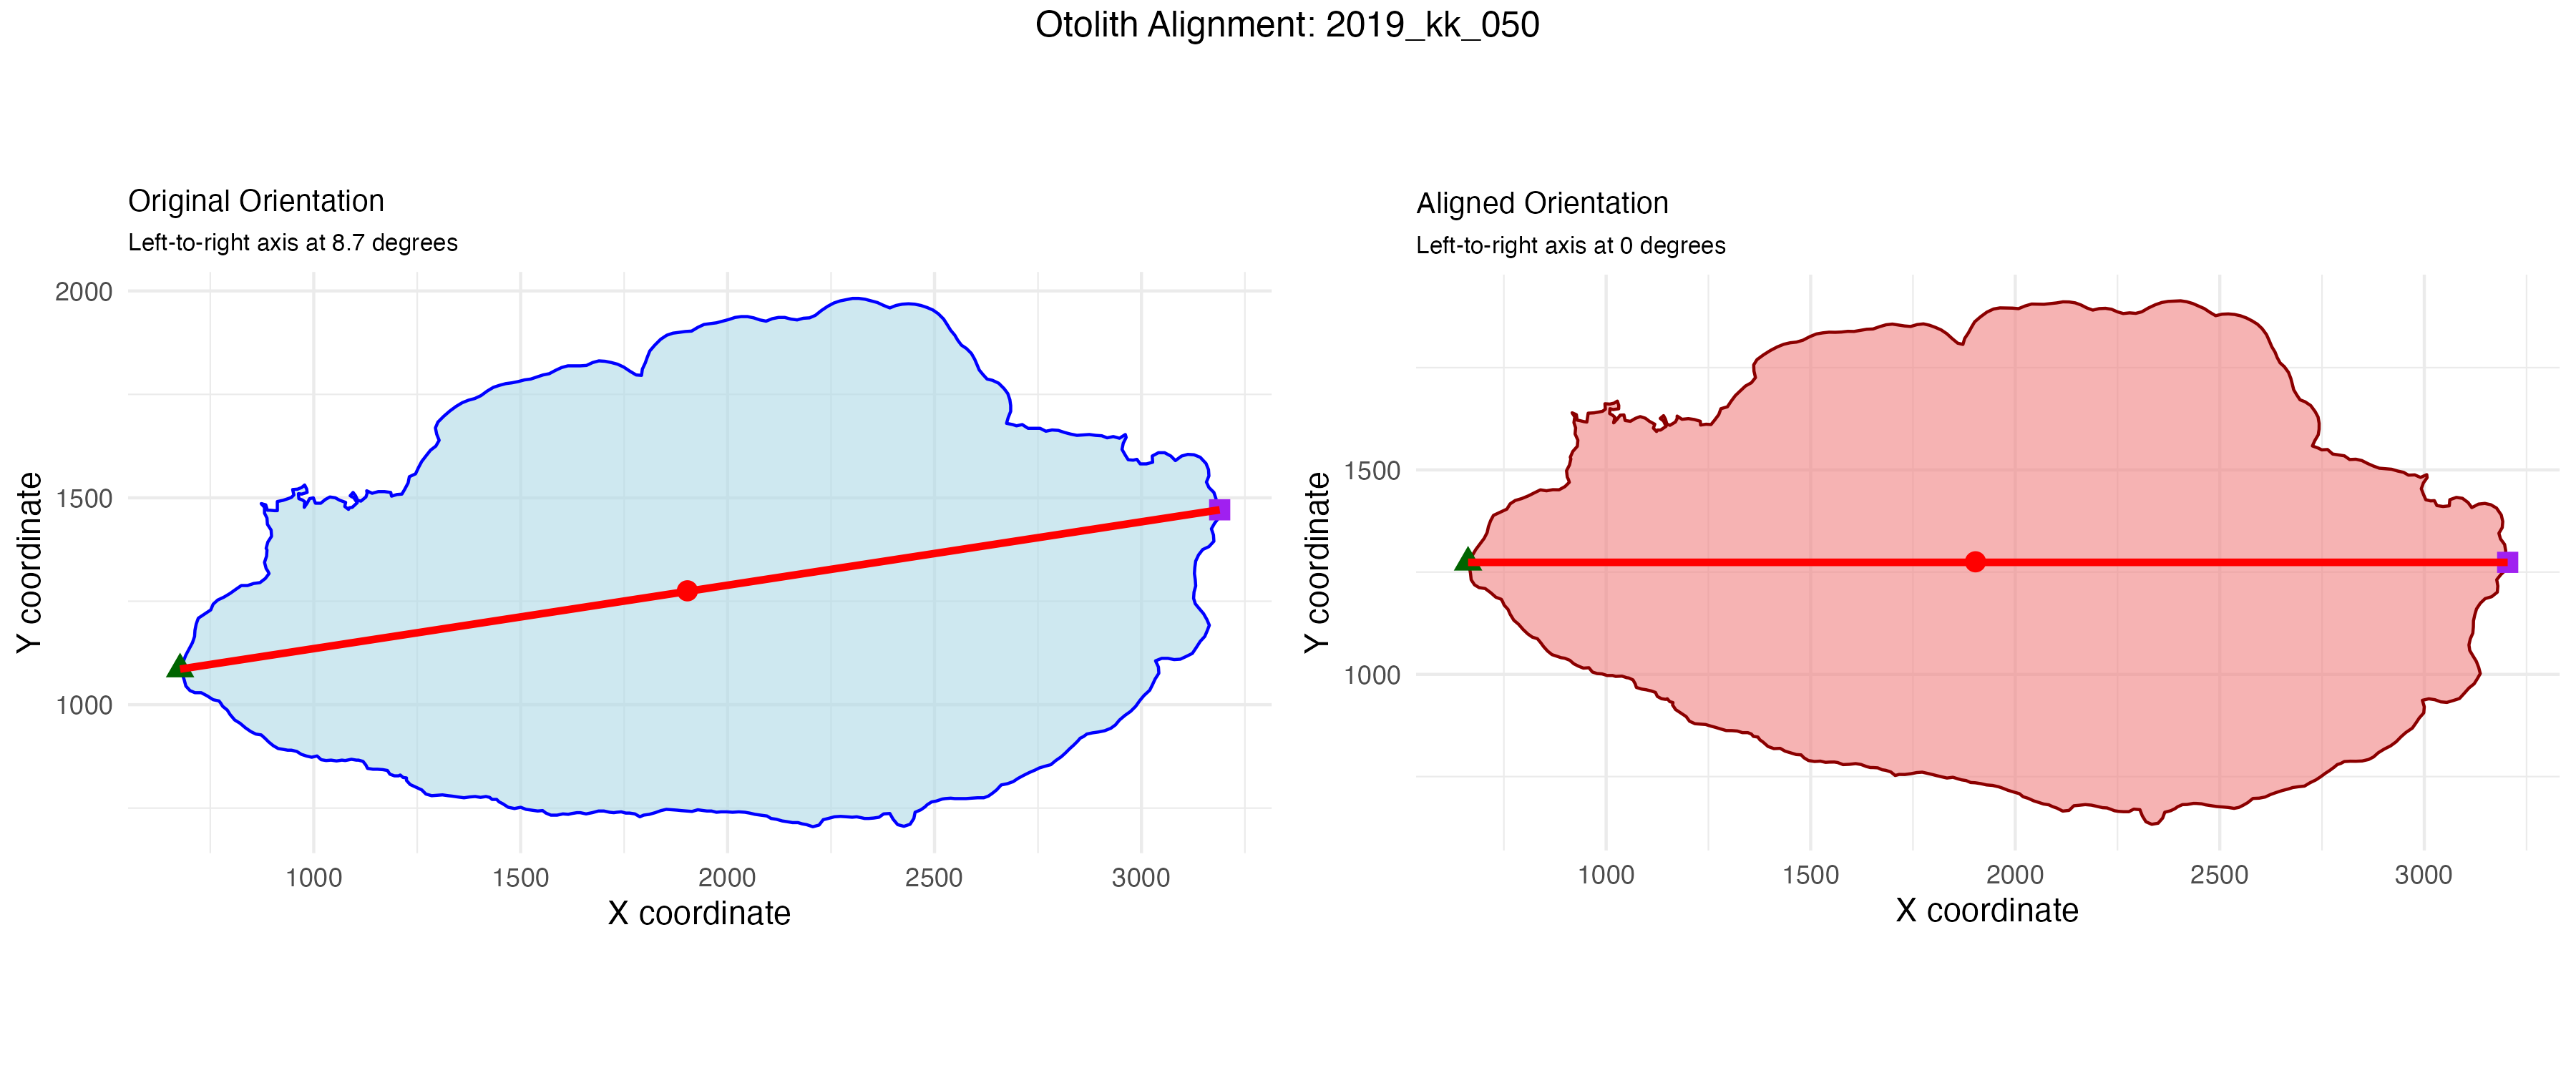 Otolith Alignment: 2019_kk_050
Original Orientation
Left-to-right axis at 8.7 degrees
2000
1500
1000
Y coordinate
1000 1500 2000 2500 3000
X coordinate
Aligned Orientation
Left-to-right axis at 0 degrees
1500
1000
Y coordinate
1000 1500 2000 2500 3000
X coordinate